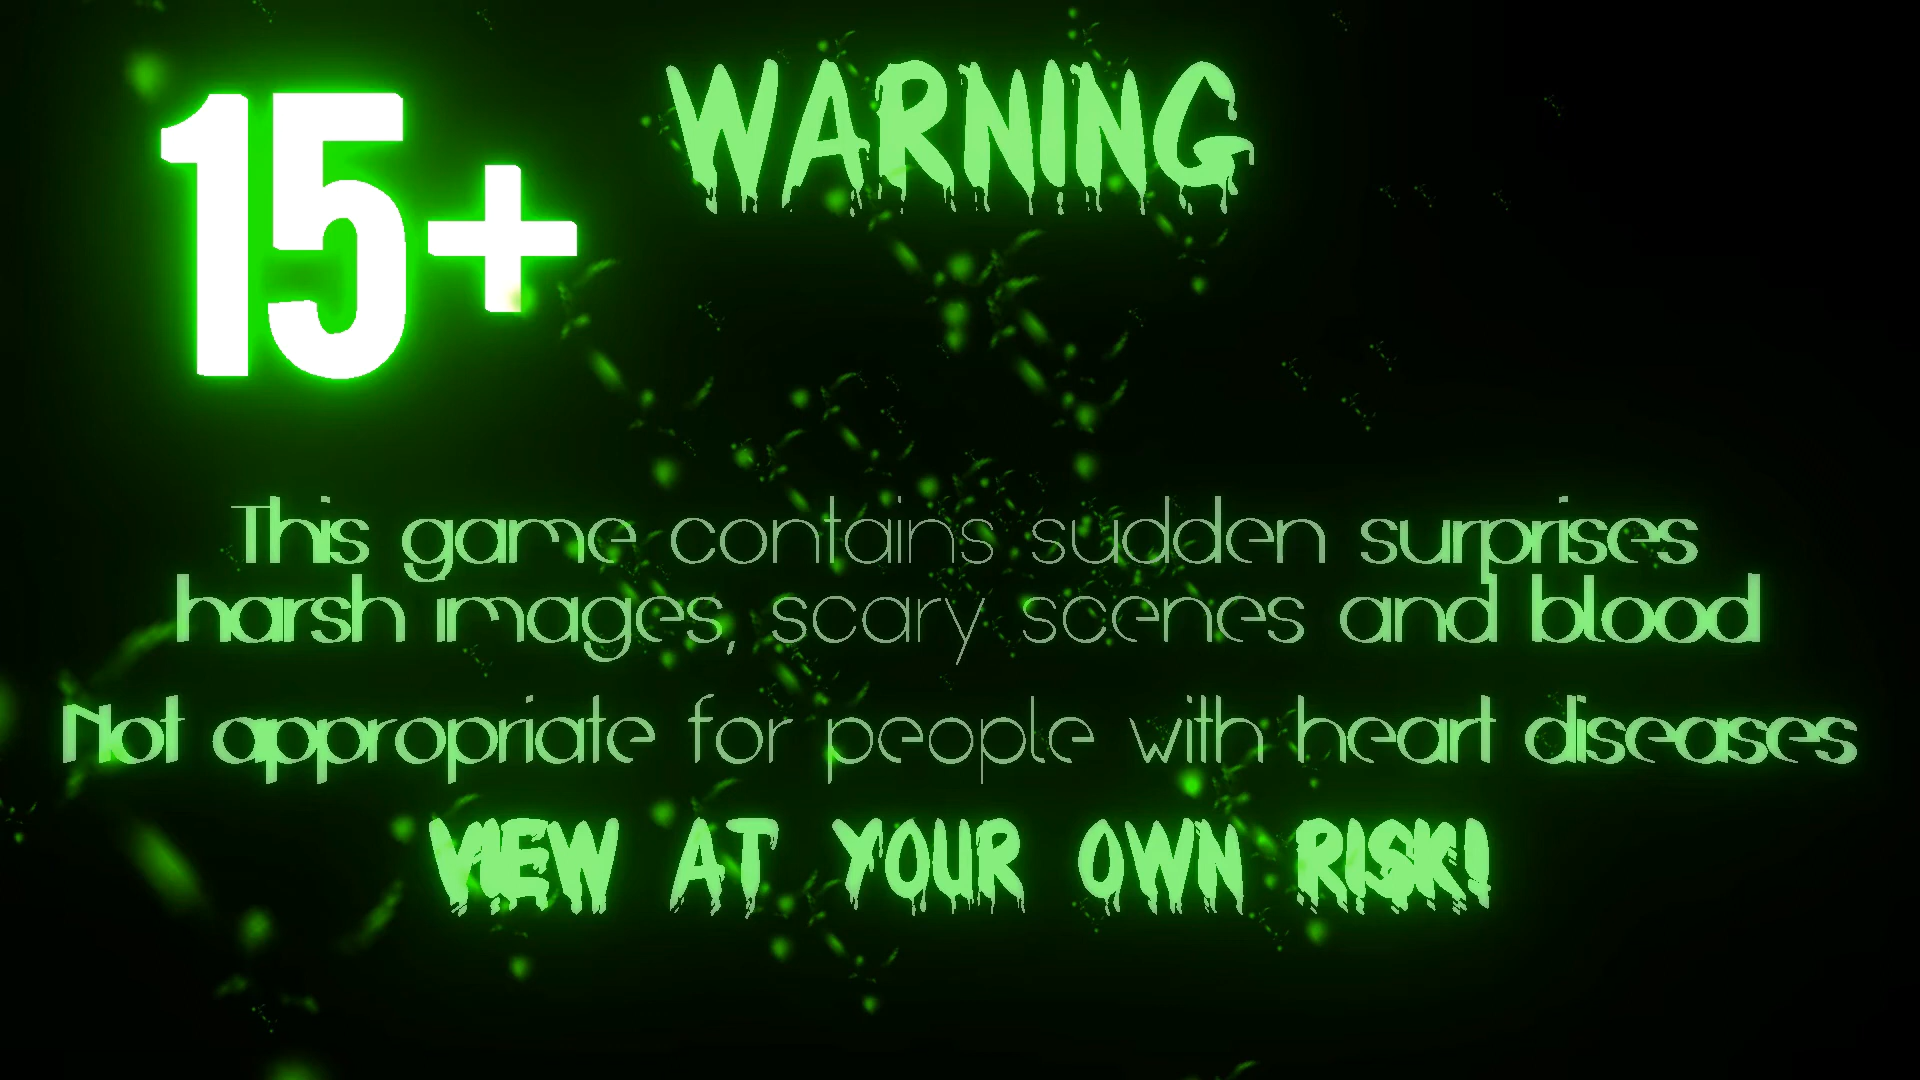 15+
WARNING
This game contains sudden surprises
harsh images, scary scenes and blood
Not appropriate for people with heart diseases
VIEW AT YOUR OWN RISK!